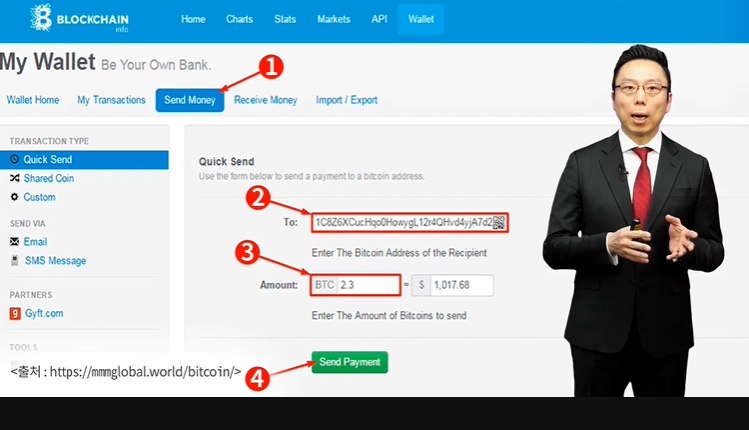 BLOCKCHAIN
info
Home Charts Stats Markets API Wallet
My Wallet Be Your Own Bank.
1
Wallet Home My Transactions Send Money Receive Money Import / Export
TRANSACTION TYPE
Quick Send
Shared Coin
Custom
SEND VIA
Email
SMS Message
PARTNERS
g Gyft.com
TOOLS
Quick Send
Use the form below to send a payment to a bitcoin address.
2
To: 1C8Z6XCucHqo0HowygL12r4QHvd4yjA7d2
Enter The Bitcoin Address of the Recipient
3
Amount: BTC 2.3 = $ 1,017.68
Enter The Amount of Bitcoins to send
4
Send Payment
<출처 : https://mmmglobal.world/bitcoin/>